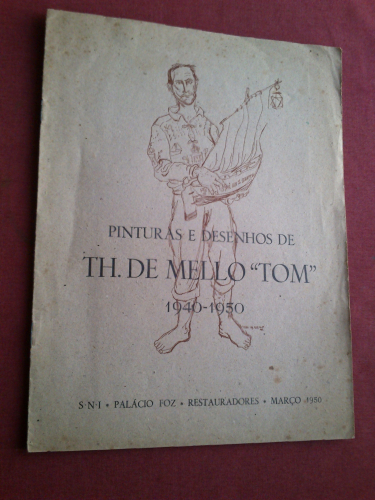 PINTURAS E DESENHOS DE
TH. DE MELLO "TOM"
1940-1950
S·N·I • PALÁCIO FOZ • RESTAURADORES • MARÇO 1950